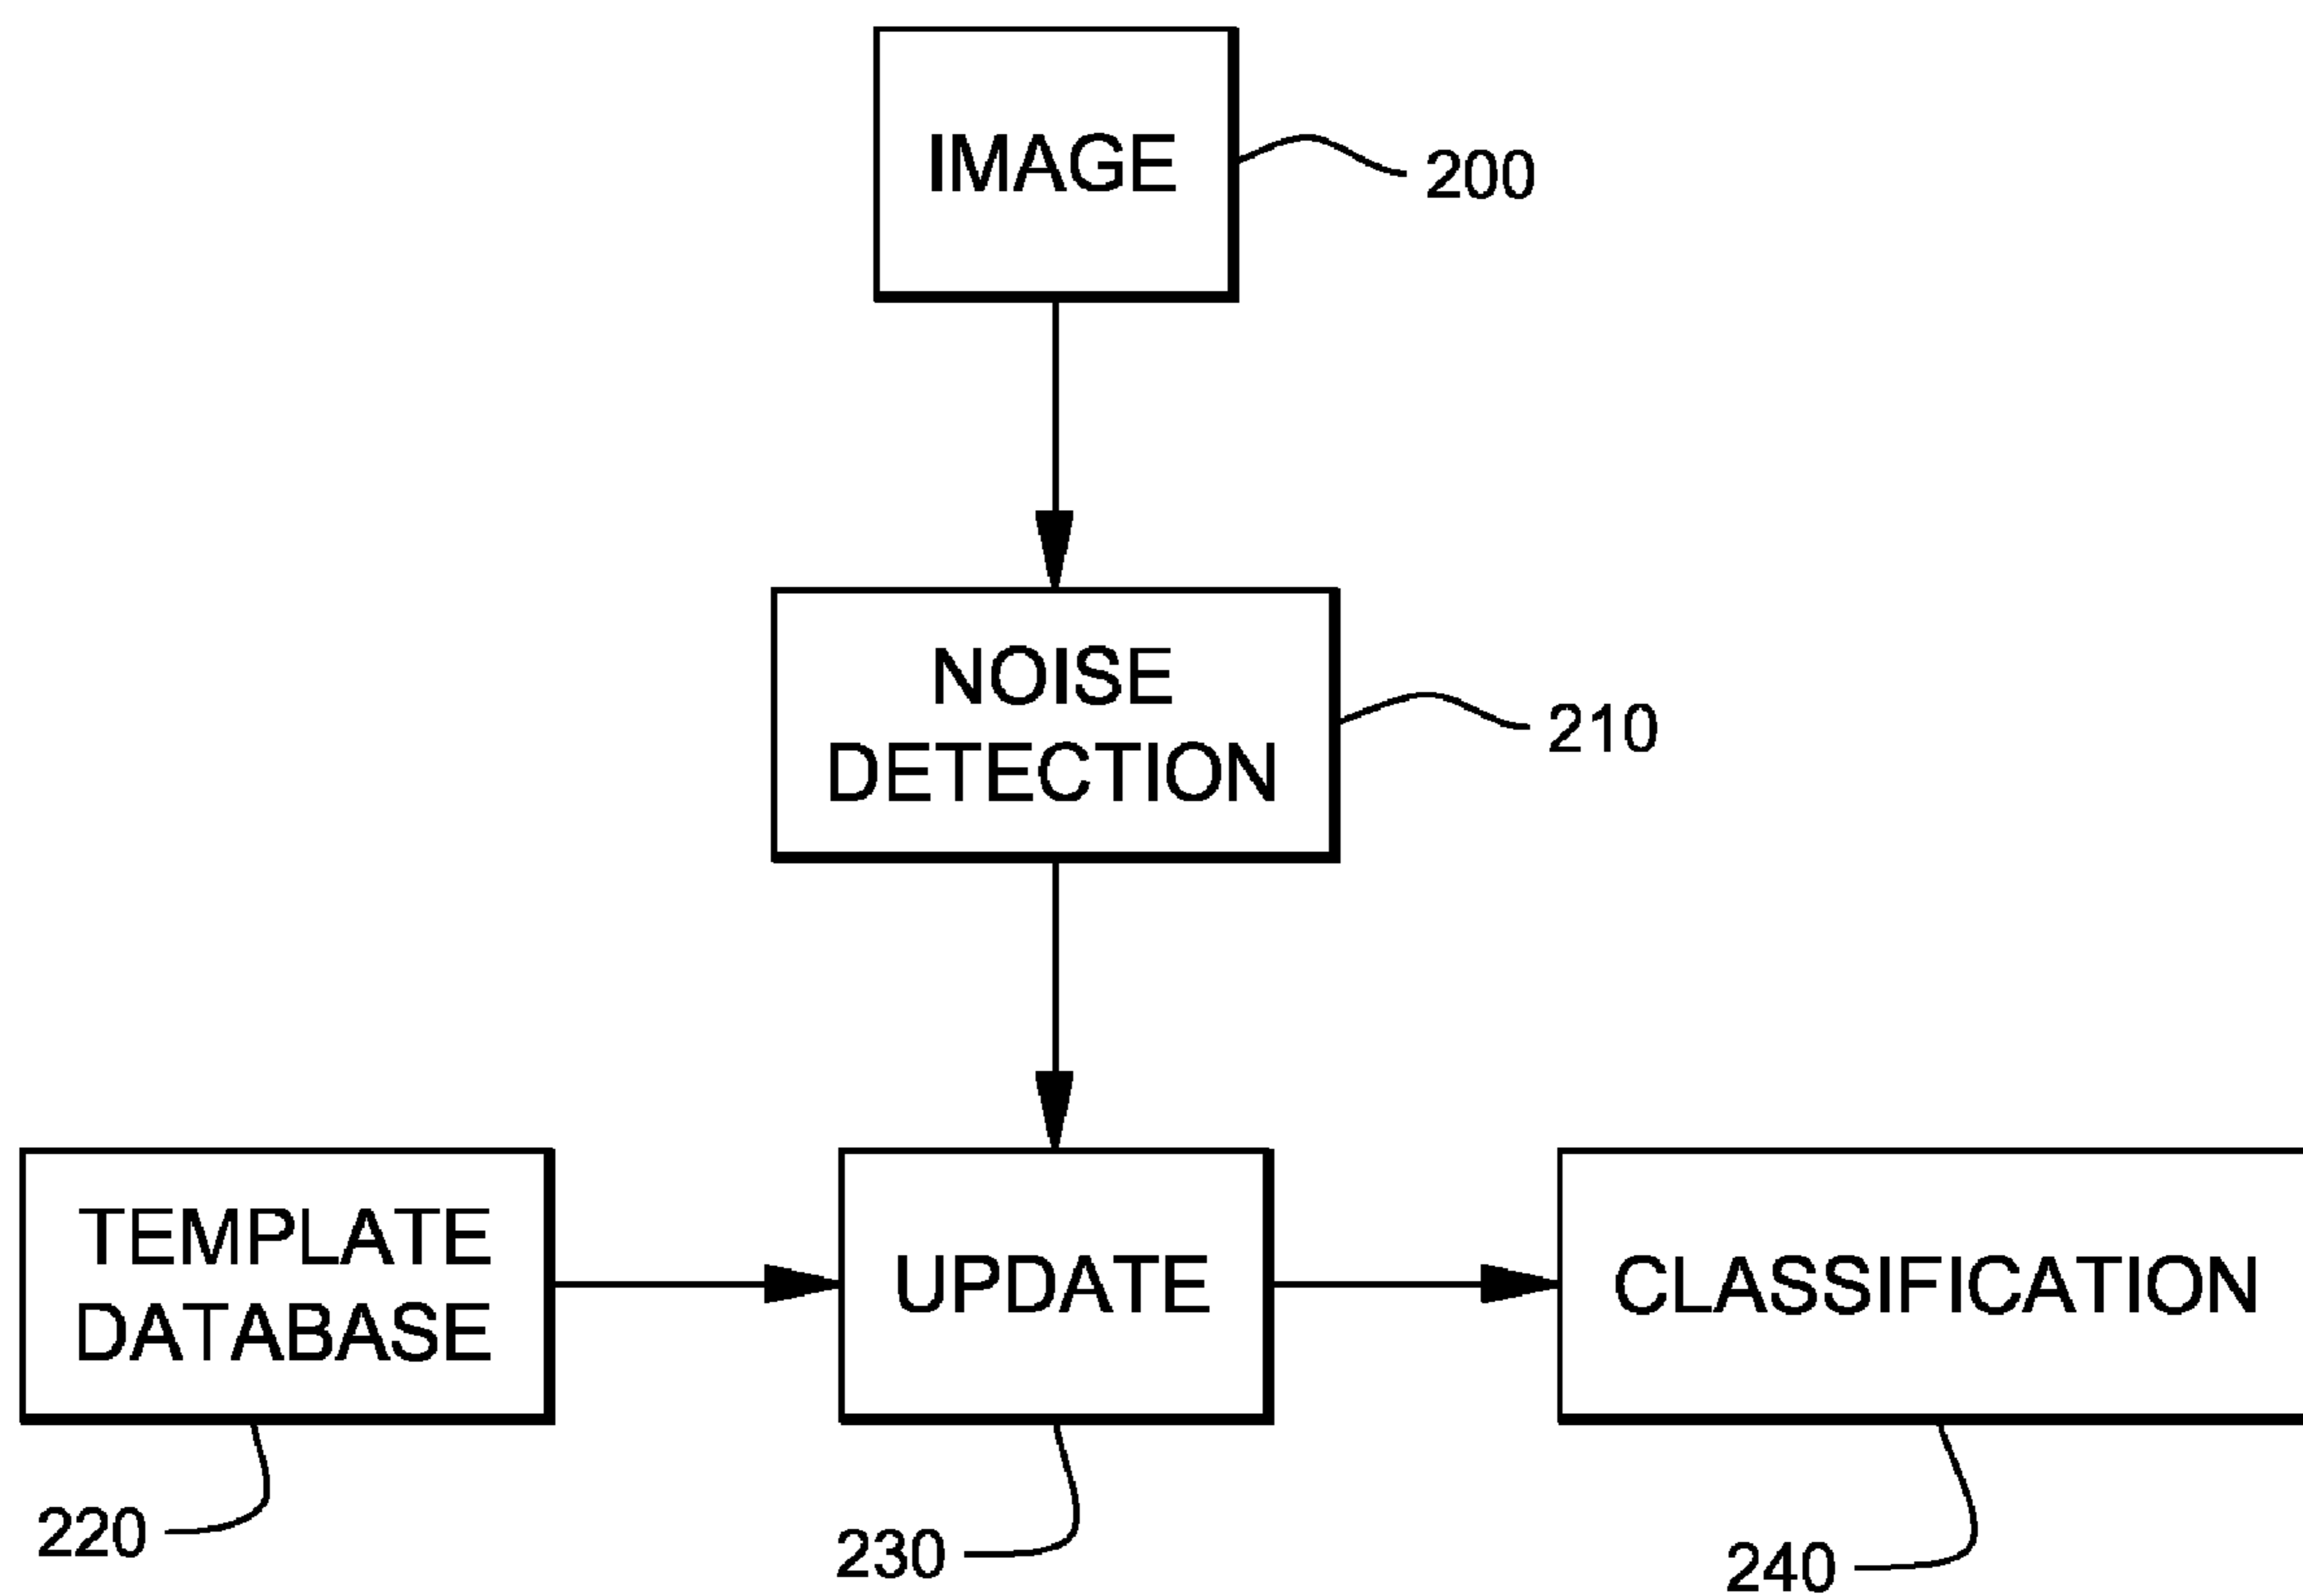 IMAGE
200
NOISE
DETECTION
210
TEMPLATE
DATABASE
UPDATE
CLASSIFICATION
220
230
240